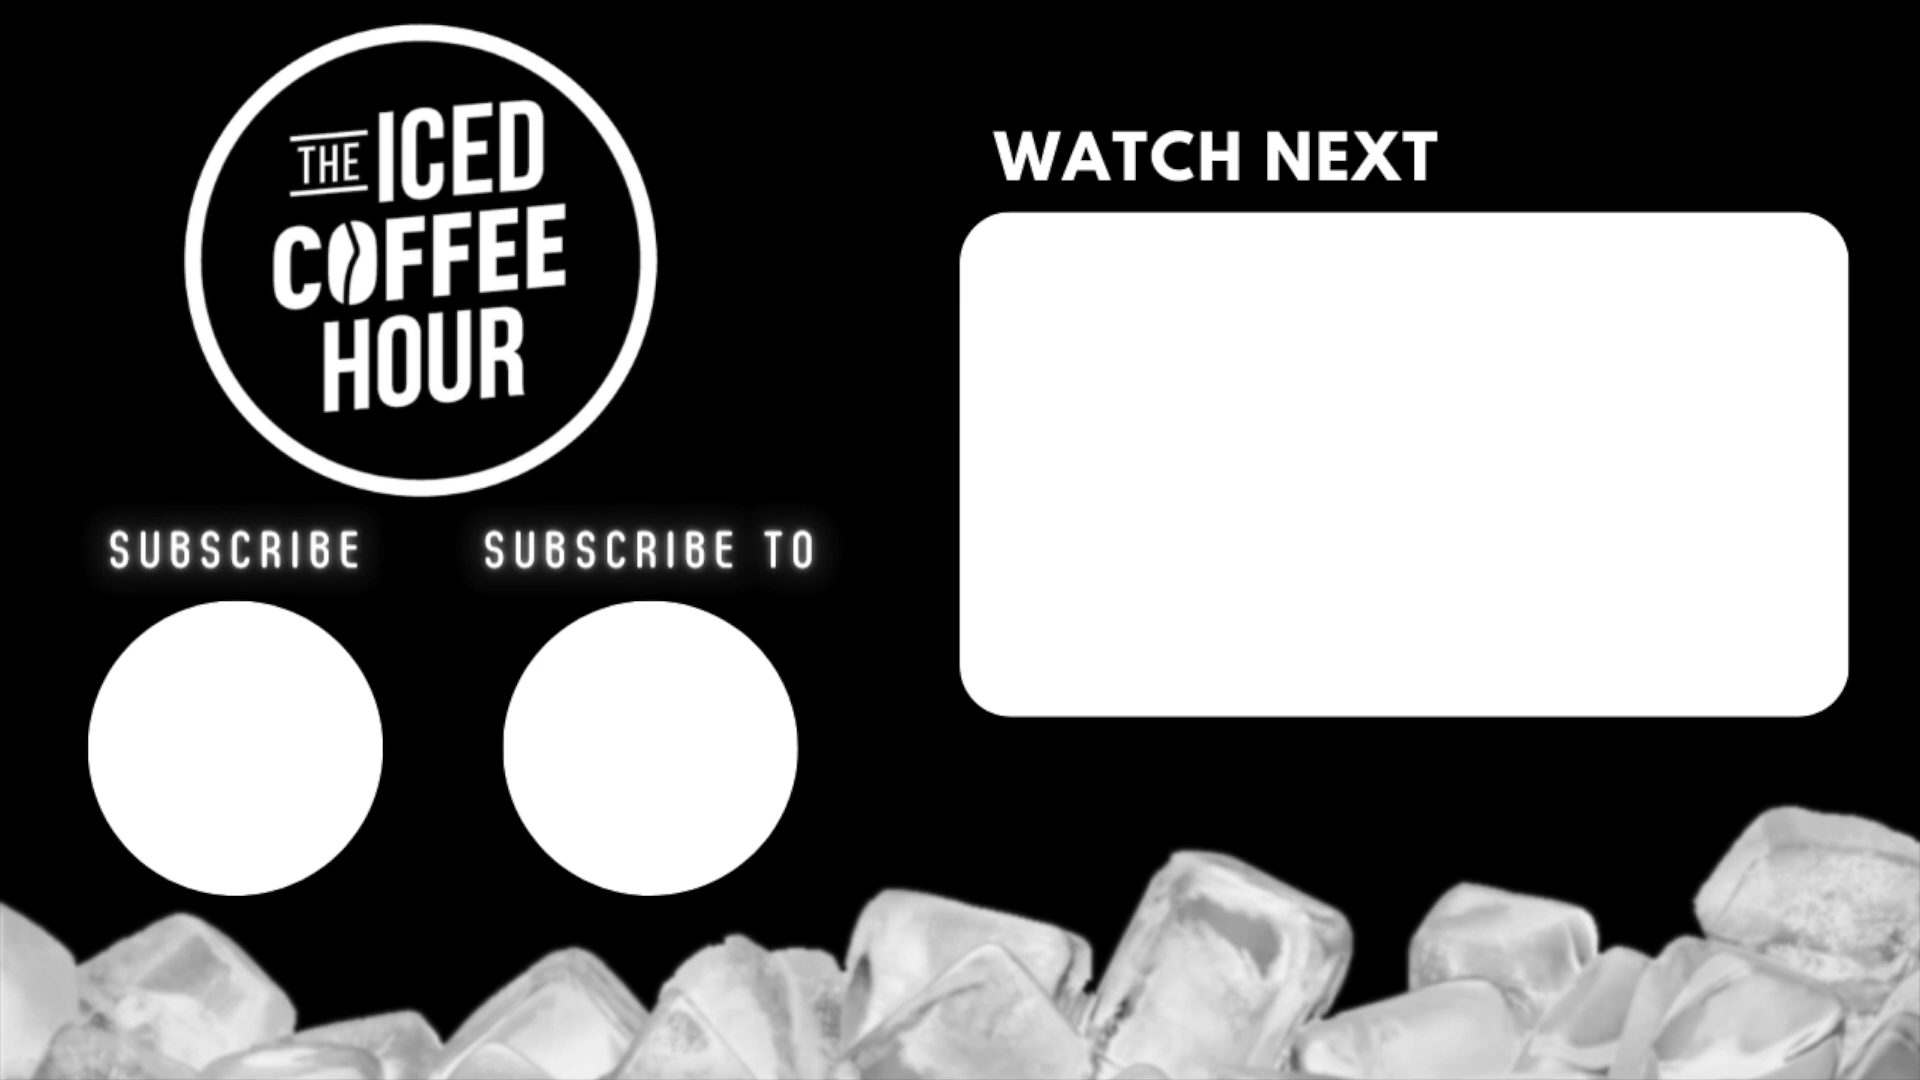 THE ICED
COFFEE
HOUR
WATCH NEXT
SUBSCRIBE
SUBSCRIBE TO